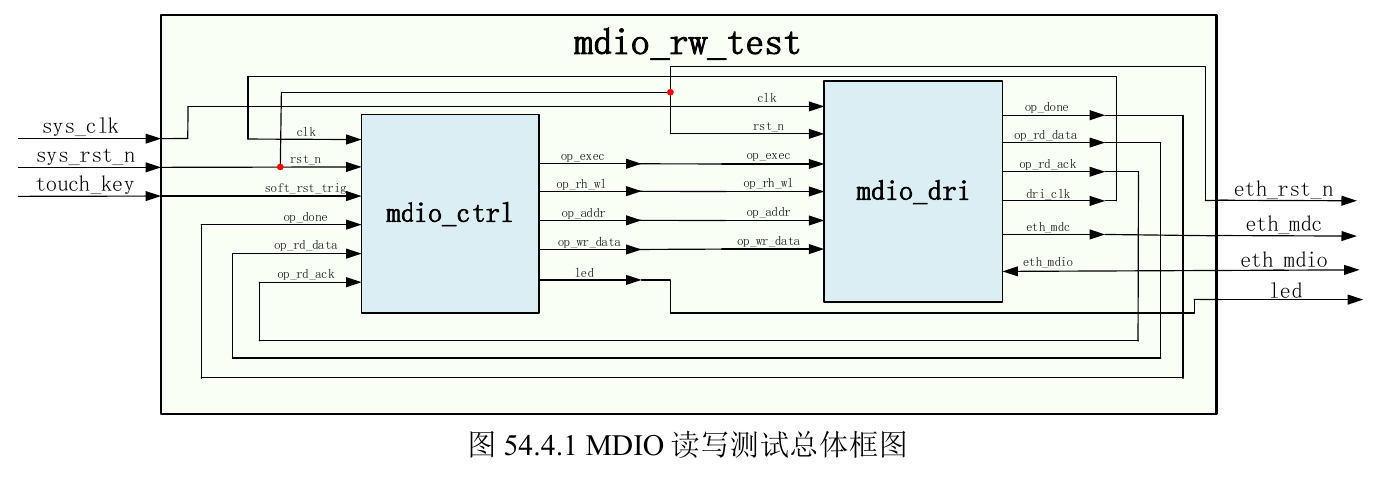 mdio_rw_test
sys_clk
sys_rst_n
touch_key
clk
rst_n
soft_rst_trig
op_done
op_rd_data
op_rd_ack
mdio_ctrl
op_exec
op_rh_wl
op_addr
op_wr_data
led
clk
rst_n
op_exec
op_rh_wl
op_addr
op_wr_data
mdio_dri
op_done
op_rd_data
op_rd_ack
dri_clk
eth_mdc
eth_mdio
eth_rst_n
eth_mdc
eth_mdio
led
图 54.4.1 MDIO 读写测试总体框图